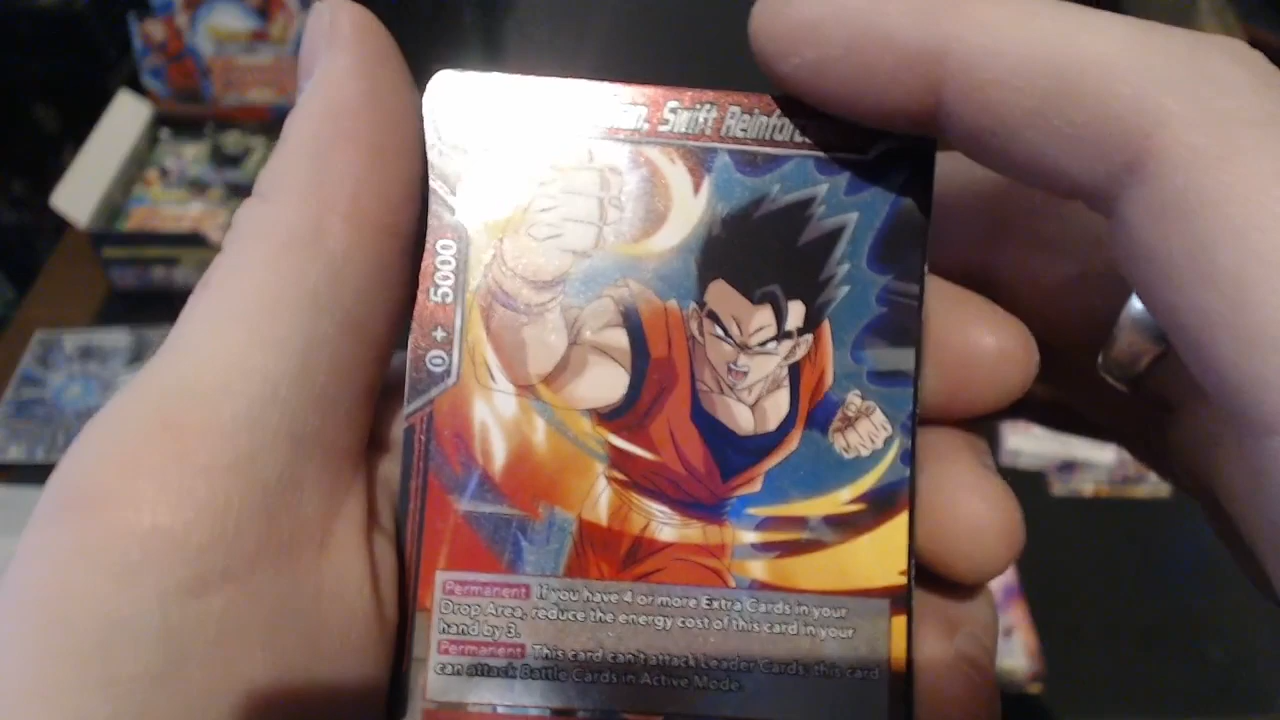 Swift Reinforc
0 + 5000
Permanent If you have 4 or more Extra Cards in your
Drop Area, reduce the energy cost of this card in your
hand by 3.
Permanent This card can't attack Leader Cards, this card
can attack Battle Cards in Active Mode.